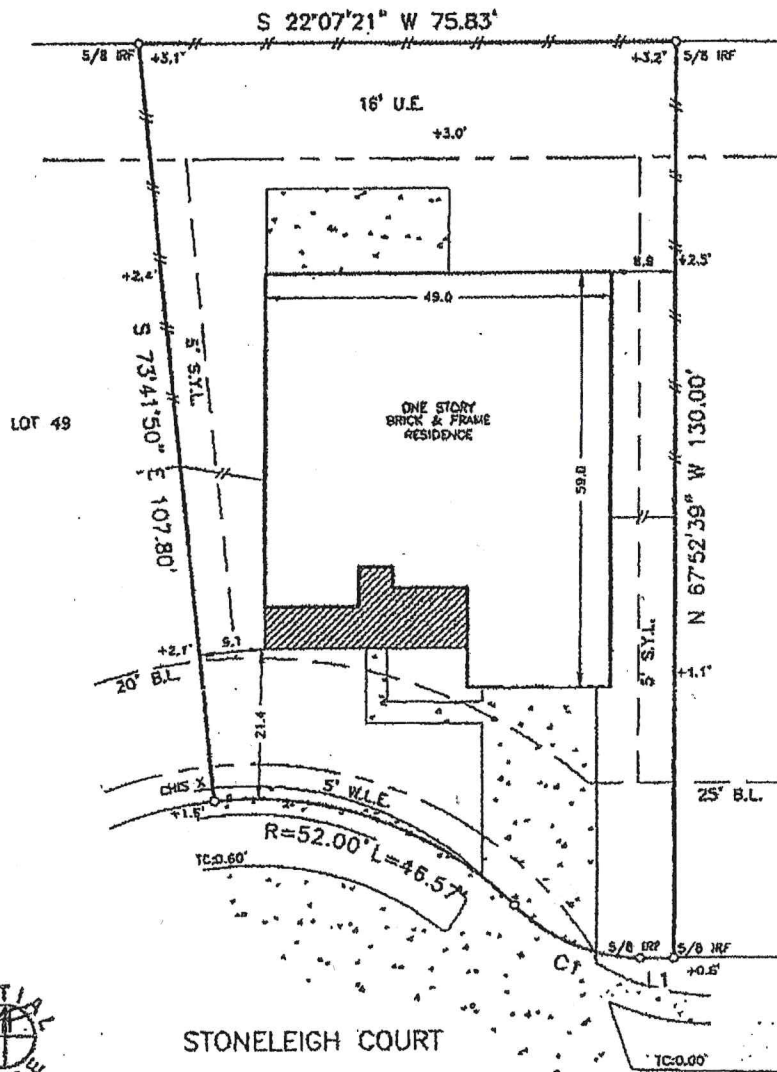 S 22°07'21" W 75.83'
5/8 IRF
+3.1'
+3.2'
5/8 IRF
16' U.E.
+3.0'
+2.4'
8.8
+2.5'
49.0
S 73°41'50" E 107.80'
5' S.Y.L.
LOT 49
ONE STORY
BRICK & FRAME
RESIDENCE
59.0
N 67°52'39" W 130.00'
5' S.Y.L.
+2.1'
9.1
20' B.L.
+1.1'
21.4
CHIS X
5' W.L.E.
25' B.L.
+1.6'
R=52.00' L=46.57'
TC:0.60'
C1
5/8 IRF
5/8 IRF
L1
+0.6'
STONELEIGH COURT
TC:0.00'